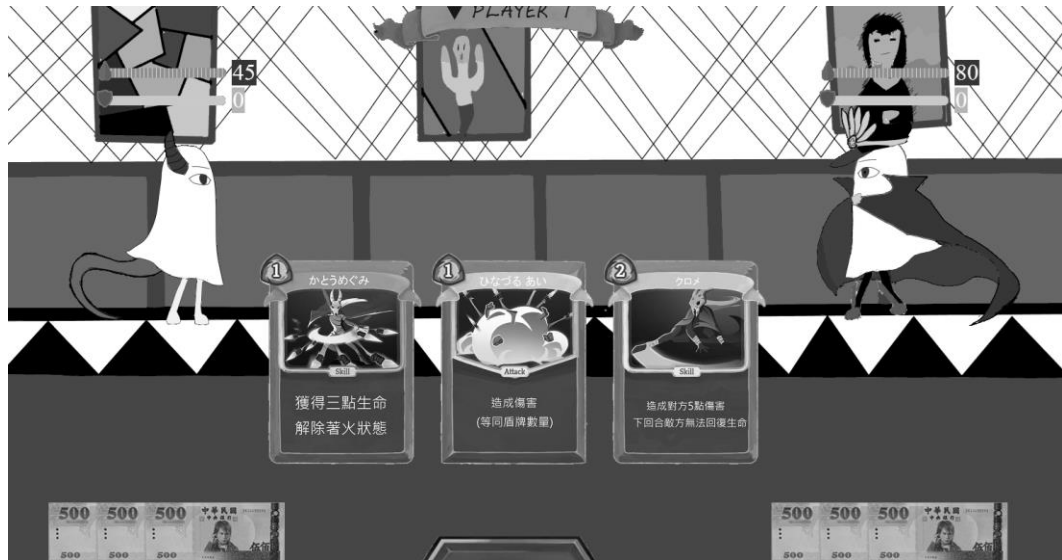 PLAYER 1
45
0
80
0
1
かとうめぐみ
Skill
獲得三點生命
解除著火狀態
1
ひなづる あい
Attack
造成傷害
(等同盾牌數量)
2
クロメ
Skill
造成對方5點傷害
下回合敵方無法回復生命
500 500 500 中華民國
500 500 500 中華民國